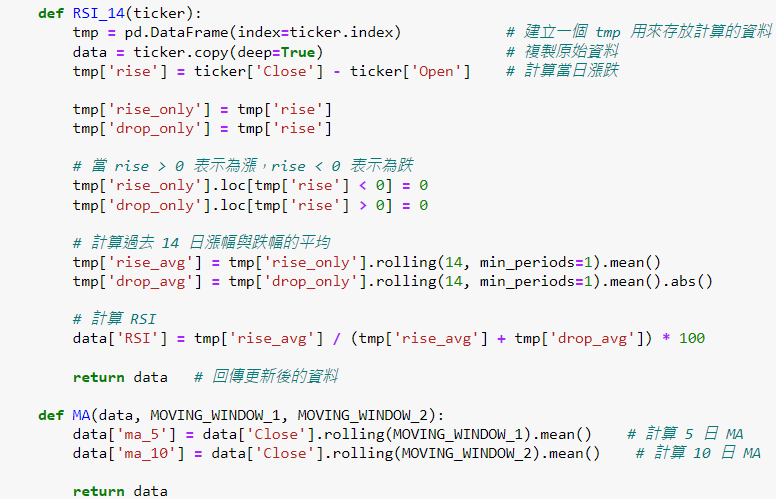 def RSI_14(ticker):
    tmp = pd.DataFrame(index=ticker.index)            # 建立一個 tmp 用來存放計算的資料
    data = ticker.copy(deep=True)                     # 複製原始資料
    tmp['rise'] = ticker['Close'] - ticker['Open']    # 計算當日漲跌

    tmp['rise_only'] = tmp['rise']
    tmp['drop_only'] = tmp['rise']

    # 當 rise > 0 表示為漲，rise < 0 表示為跌
    tmp['rise_only'].loc[tmp['rise'] < 0] = 0
    tmp['drop_only'].loc[tmp['rise'] > 0] = 0

    # 計算過去 14 日漲幅與跌幅的平均
    tmp['rise_avg'] = tmp['rise_only'].rolling(14, min_periods=1).mean()
    tmp['drop_avg'] = tmp['drop_only'].rolling(14, min_periods=1).mean().abs()

    # 計算 RSI
    data['RSI'] = tmp['rise_avg'] / (tmp['rise_avg'] + tmp['drop_avg']) * 100

    return data   # 回傳更新後的資料

def MA(data, MOVING_WINDOW_1, MOVING_WINDOW_2):
    data['ma_5'] = data['Close'].rolling(MOVING_WINDOW_1).mean()    # 計算 5 日 MA
    data['ma_10'] = data['Close'].rolling(MOVING_WINDOW_2).mean()    # 計算 10 日 MA

    return data